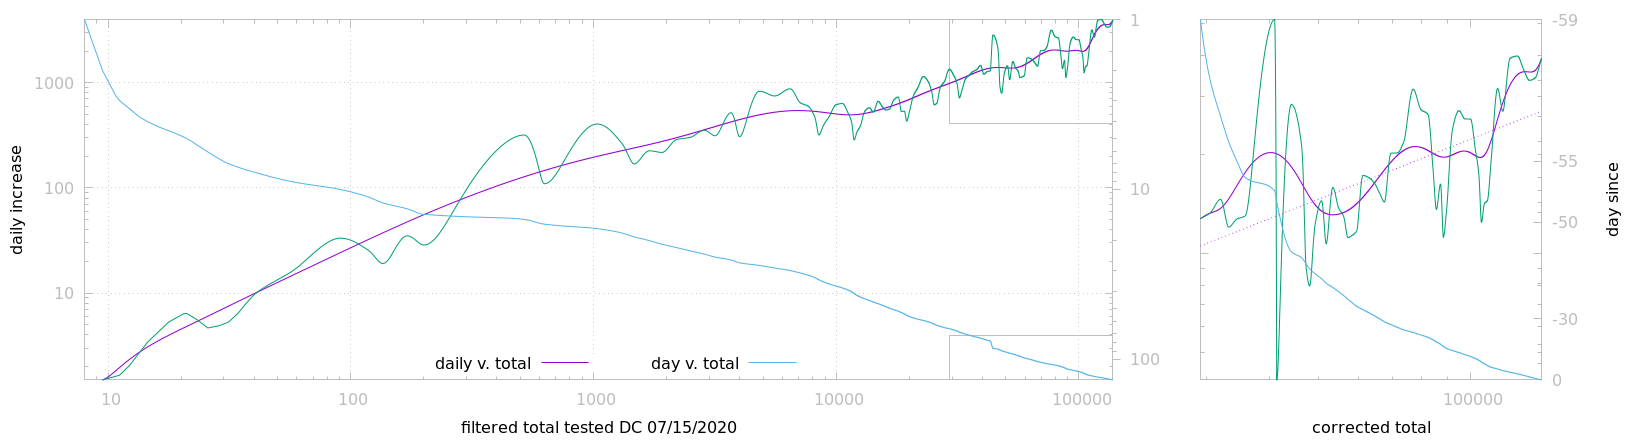 daily increase
1000
100
10
10
100
1000
10000
100000
filtered total tested DC 07/15/2020
daily v. total
day v. total
1
10
100
100000
corrected total
-59
-55
-50
-30
0
day since